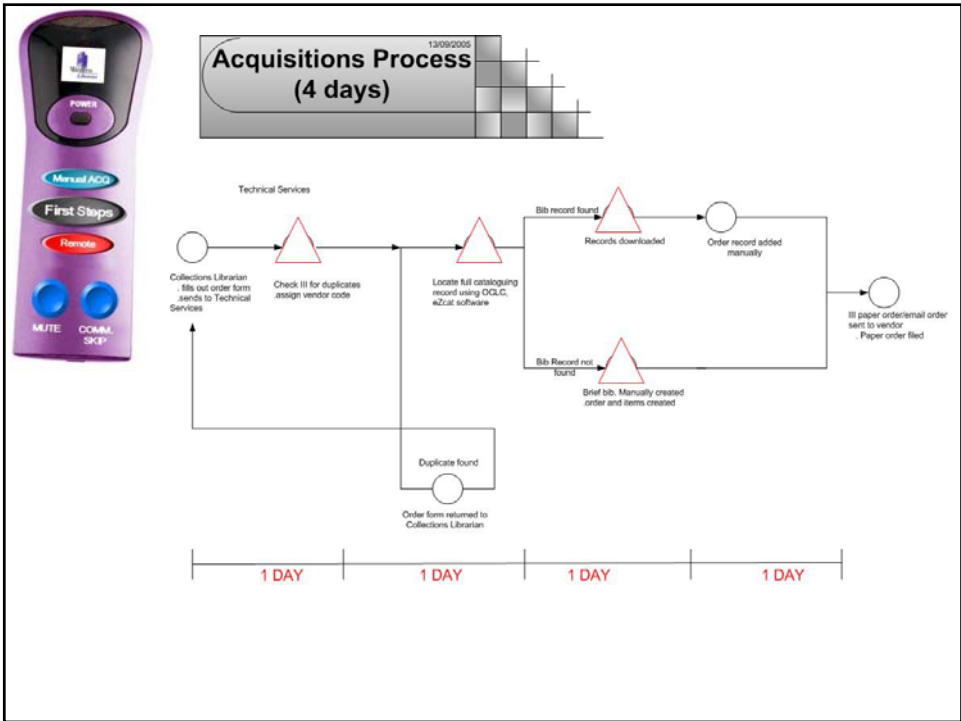 13/09/2005
Acquisitions Process
(4 days)
Western
Libraries
POWER
Manual ACQ
First Steps
Remote
MUTE
COMM.
SKIP
Technical Services
Collections Librarian
. fills out order form
.sends to Technical
Services
Check III for duplicates
.assign vendor code
Locate full cataloguing
record using OCLC,
eZcat software
Bib record found
Records downloaded
Order record added
manually
Bib Record not
found
Brief bib. Manually created
.order and items created
III paper order/email order
sent to vendor
. Paper order filed
Duplicate found
Order form returned to
Collections Librarian
1 DAY
1 DAY
1 DAY
1 DAY